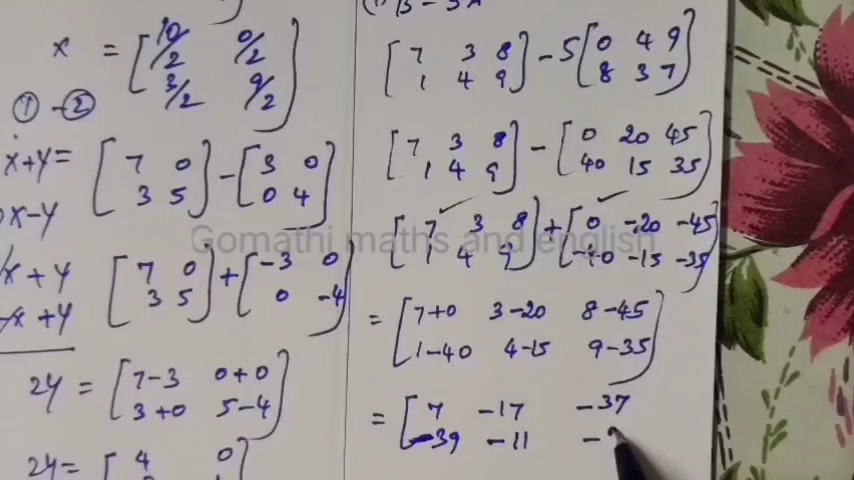 x = [10/2 0/2
3/2 9/2]
① - ②
x+y = [7 0
3 5] - [3 0
0 4]
x-y
x + y [7 0
3 5] + [-3 0
0 -4]
-x + y
2y = [7-3 0+0
3+0 5-4]
2y = [4 0
[7 3 8
1 4 9] - 5 [0 4 9
8 3 7]
[7 3 8
1 4 9] - [0 20 45
40 15 35]
[7 3 8
1 4 9] + [0 -20 -45
-40 -15 -35]
= [7+0 3-20 8-45
1-40 4-15 9-35]
= [7 -17 -37
-39 -11 -
Gomathi maths and english